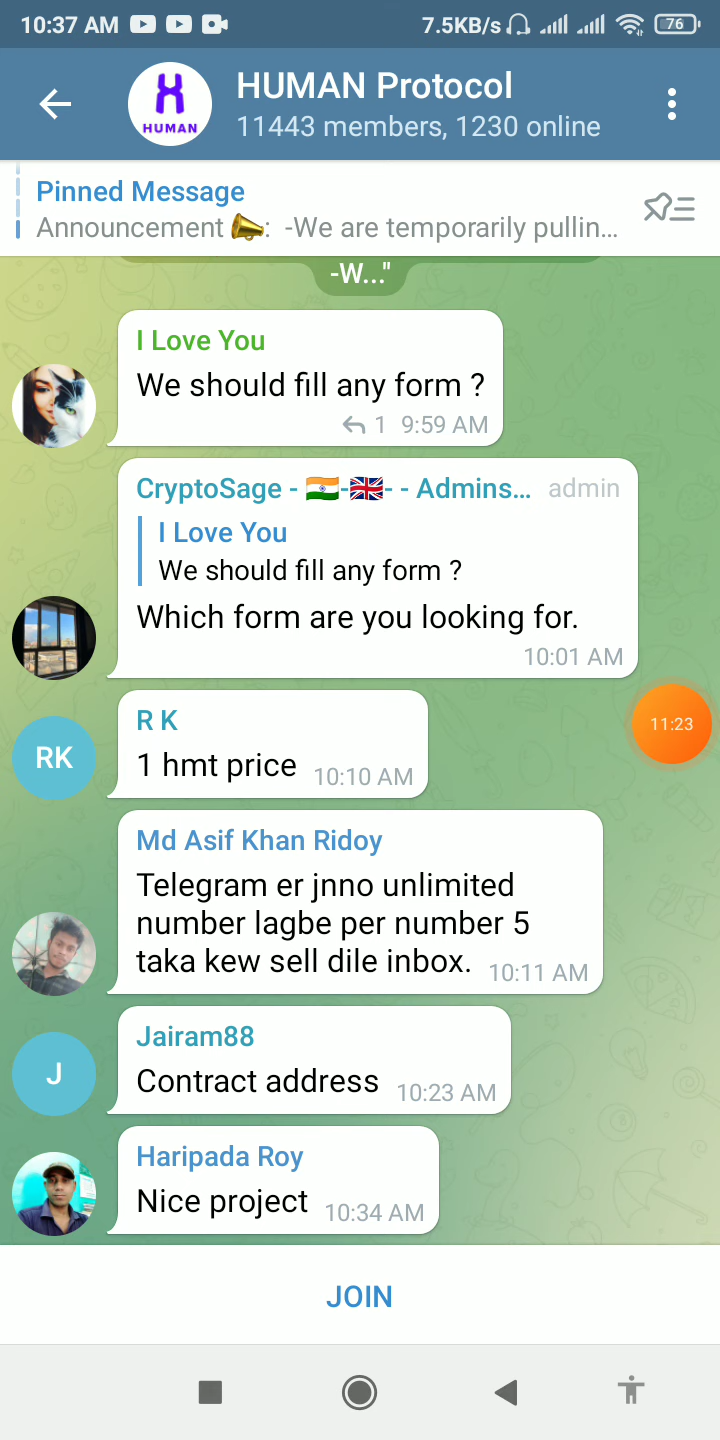 10:37 AM
7.5KB/s
76
HUMAN
HUMAN Protocol
11443 members, 1230 online
Pinned Message
Announcement 📣: -We are temporarily pullin...
-W..."
I Love You
We should fill any form ?
1 9:59 AM
CryptoSage - 🇮🇳-🇬🇧- - Admins... admin
I Love You
We should fill any form ?
Which form are you looking for.
10:01 AM
11:23
RK
R K
1 hmt price 10:10 AM
Md Asif Khan Ridoy
Telegram er jnno unlimited
number lagbe per number 5
taka kew sell dile inbox. 10:11 AM
J
Jairam88
Contract address 10:23 AM
Haripada Roy
Nice project 10:34 AM
JOIN